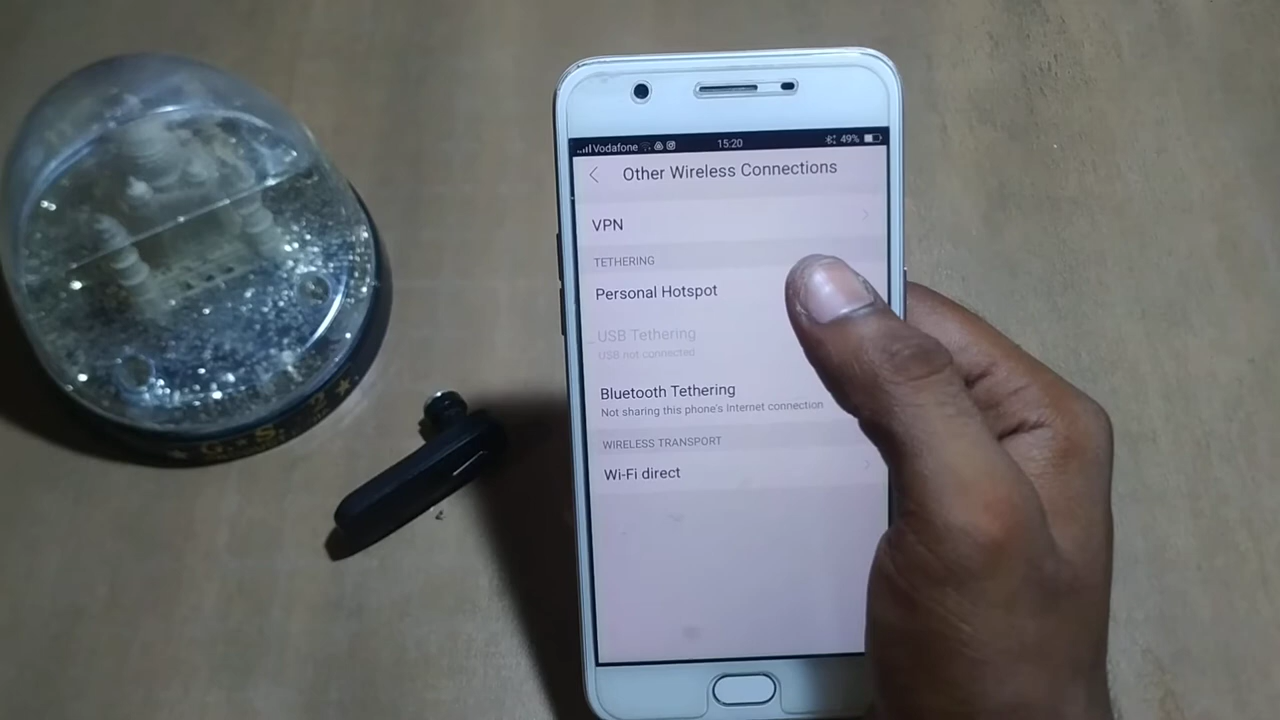 Vodafone 15:20 49%
Other Wireless Connections
VPN
TETHERING
Personal Hotspot
USB Tethering
USB not connected
Bluetooth Tethering
Not sharing this phone's Internet connection
WIRELESS TRANSPORT
Wi-Fi direct
G★S